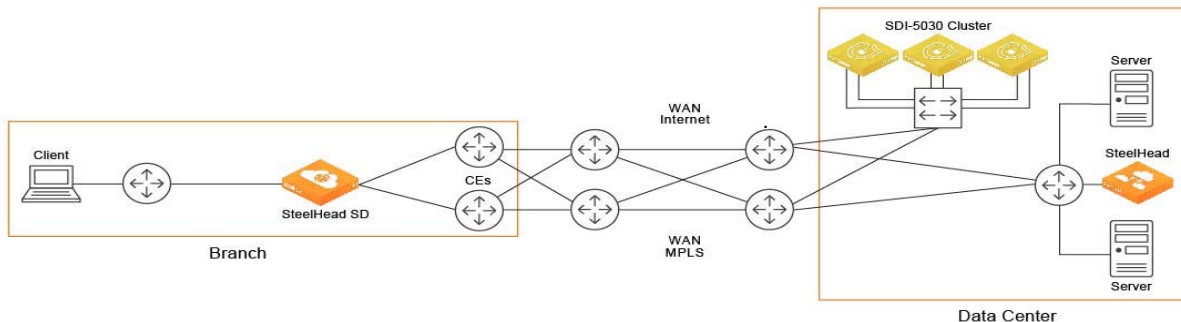 SDI-5030 Cluster
Server
WAN
Internet
Client
SteelHead
CEs
SteelHead SD
WAN
MPLS
Branch
Server
Data Center